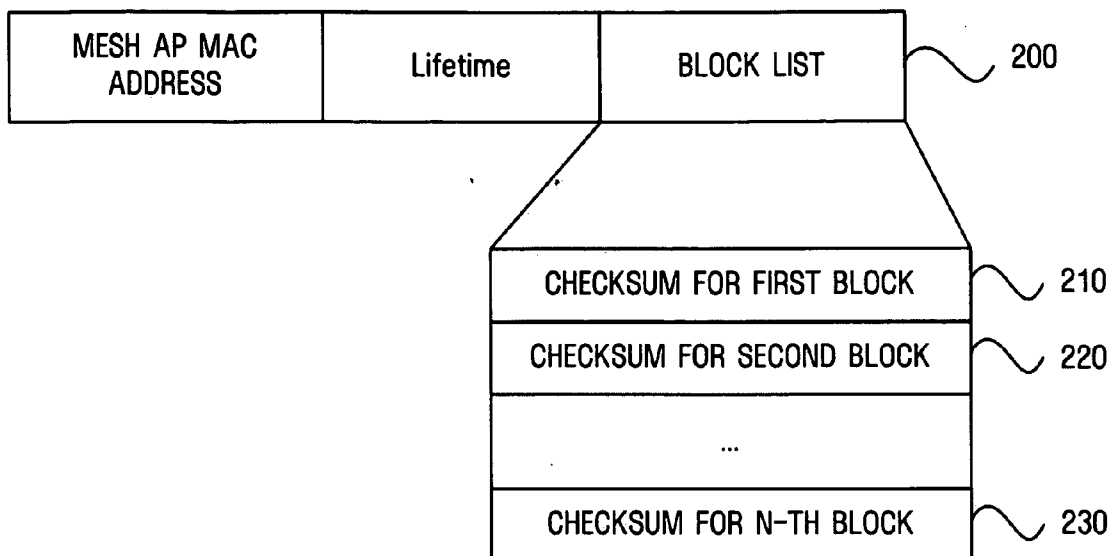 MESH AP MAC
ADDRESS
Lifetime
BLOCK LIST
200
CHECKSUM FOR FIRST BLOCK
210
CHECKSUM FOR SECOND BLOCK
220
...
CHECKSUM FOR N-TH BLOCK
230